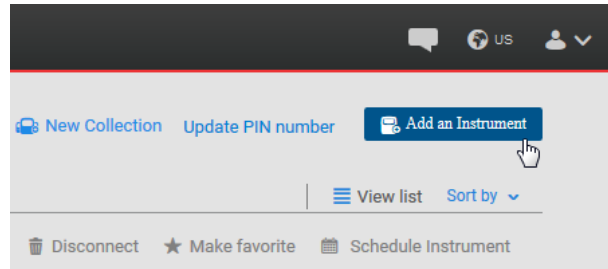 US
New Collection Update PIN number Add an Instrument
View list Sort by
Disconnect Make favorite Schedule Instrument